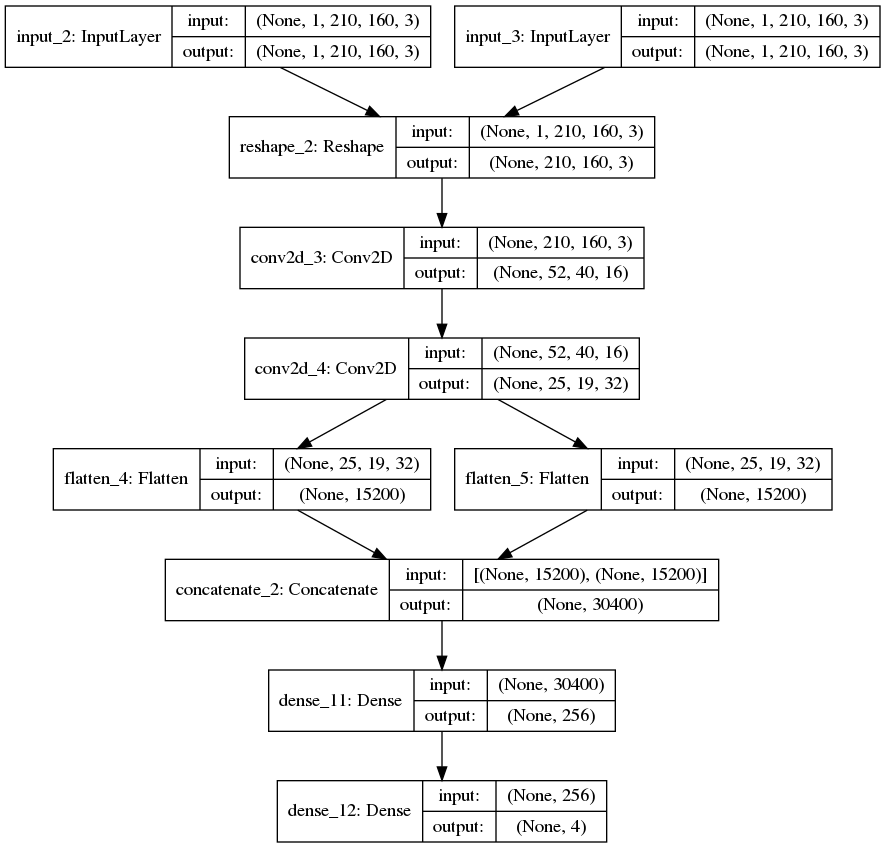 input_2: InputLayer
input: (None, 1, 210, 160, 3)
output: (None, 1, 210, 160, 3)
input_3: InputLayer
input: (None, 1, 210, 160, 3)
output: (None, 1, 210, 160, 3)
reshape_2: Reshape
input: (None, 1, 210, 160, 3)
output: (None, 210, 160, 3)
conv2d_3: Conv2D
input: (None, 210, 160, 3)
output: (None, 52, 40, 16)
conv2d_4: Conv2D
input: (None, 52, 40, 16)
output: (None, 25, 19, 32)
flatten_4: Flatten
input: (None, 25, 19, 32)
output: (None, 15200)
flatten_5: Flatten
input: (None, 25, 19, 32)
output: (None, 15200)
concatenate_2: Concatenate
input: [(None, 15200), (None, 15200)]
output: (None, 30400)
dense_11: Dense
input: (None, 30400)
output: (None, 256)
dense_12: Dense
input: (None, 256)
output: (None, 4)